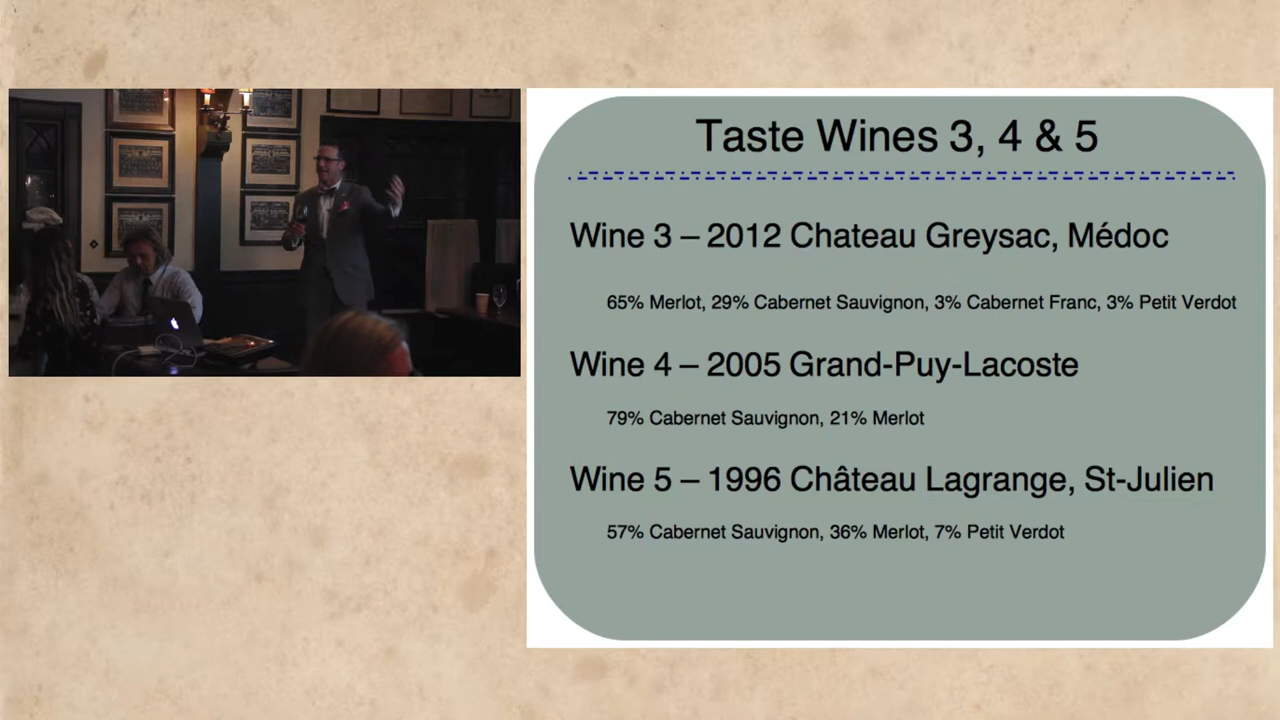 Taste Wines 3, 4 & 5
Wine 3 – 2012 Chateau Greysac, Médoc
65% Merlot, 29% Cabernet Sauvignon, 3% Cabernet Franc, 3% Petit Verdot
Wine 4 – 2005 Grand-Puy-Lacoste
79% Cabernet Sauvignon, 21% Merlot
Wine 5 – 1996 Château Lagrange, St-Julien
57% Cabernet Sauvignon, 36% Merlot, 7% Petit Verdot